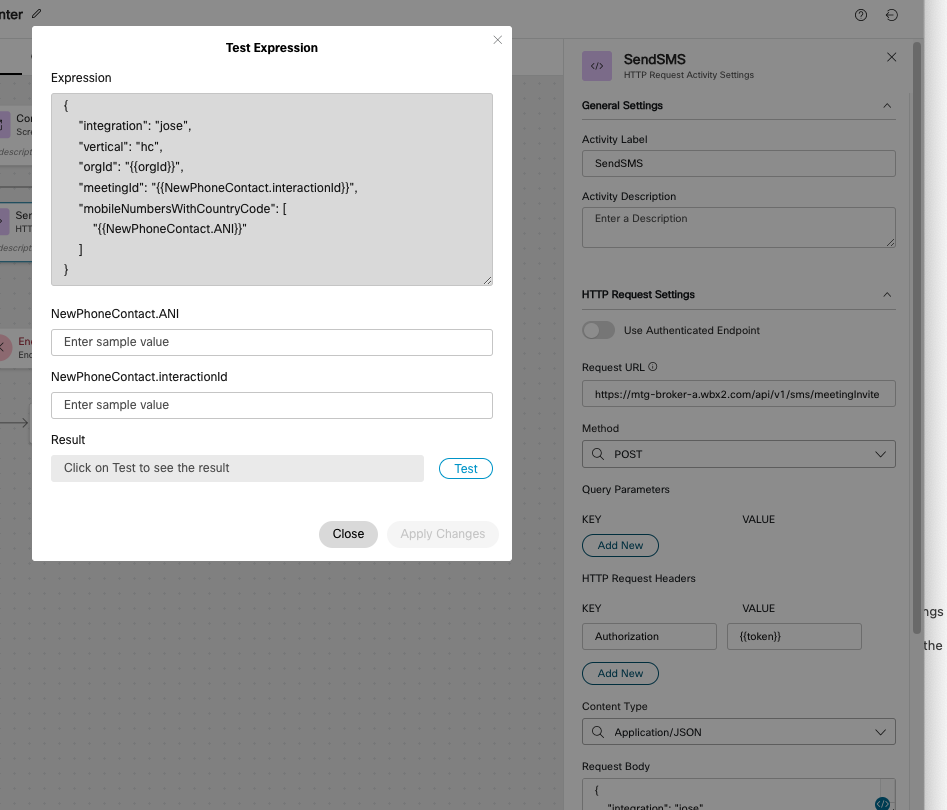 nter
Test Expression
Expression
{
"integration": "jose",
"vertical": "hc",
"orgId": "{{orgId}}",
"meetingId": "{{NewPhoneContact.interactionId}}",
"mobileNumbersWithCountryCode": [
"{{NewPhoneContact.ANI}}"
]
}
NewPhoneContact.ANI
Enter sample value
NewPhoneContact.interactionId
Enter sample value
Result
Click on Test to see the result
Test
Close
Apply Changes
Co
Scre
descript
Ser
HTT
descript
En
Enc
SendSMS
HTTP Request Activity Settings
General Settings
Activity Label
SendSMS
Activity Description
Enter a Description
HTTP Request Settings
Use Authenticated Endpoint
Request URL
https://mtg-broker-a.wbx2.com/api/v1/sms/meetingInvite
Method
POST
Query Parameters
KEY VALUE
Add New
HTTP Request Headers
KEY VALUE
Authorization {{token}}
Add New
Content Type
Application/JSON
Request Body
{
"integration": "jose"
ngs
the